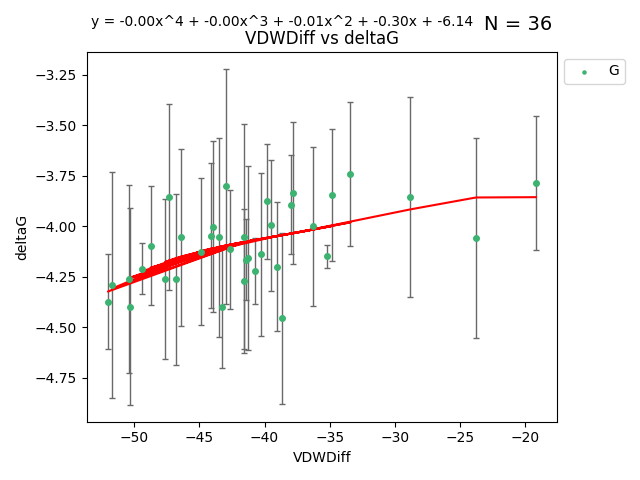 y = -0.00x^4 + -0.00x^3 + -0.01x^2 + -0.30x + -6.14 N = 36
VDWDiff vs deltaG
G
−3.25
−3.50
−3.75
−4.00
−4.25
−4.50
−4.75
deltaG
−50 −45 −40 −35 −30 −25 −20
VDWDiff